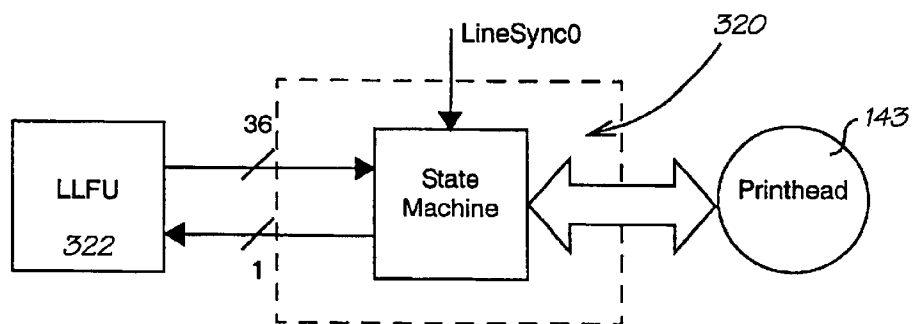 LineSync0
320
36
143
LLFU
322
State
Machine
Printhead
1